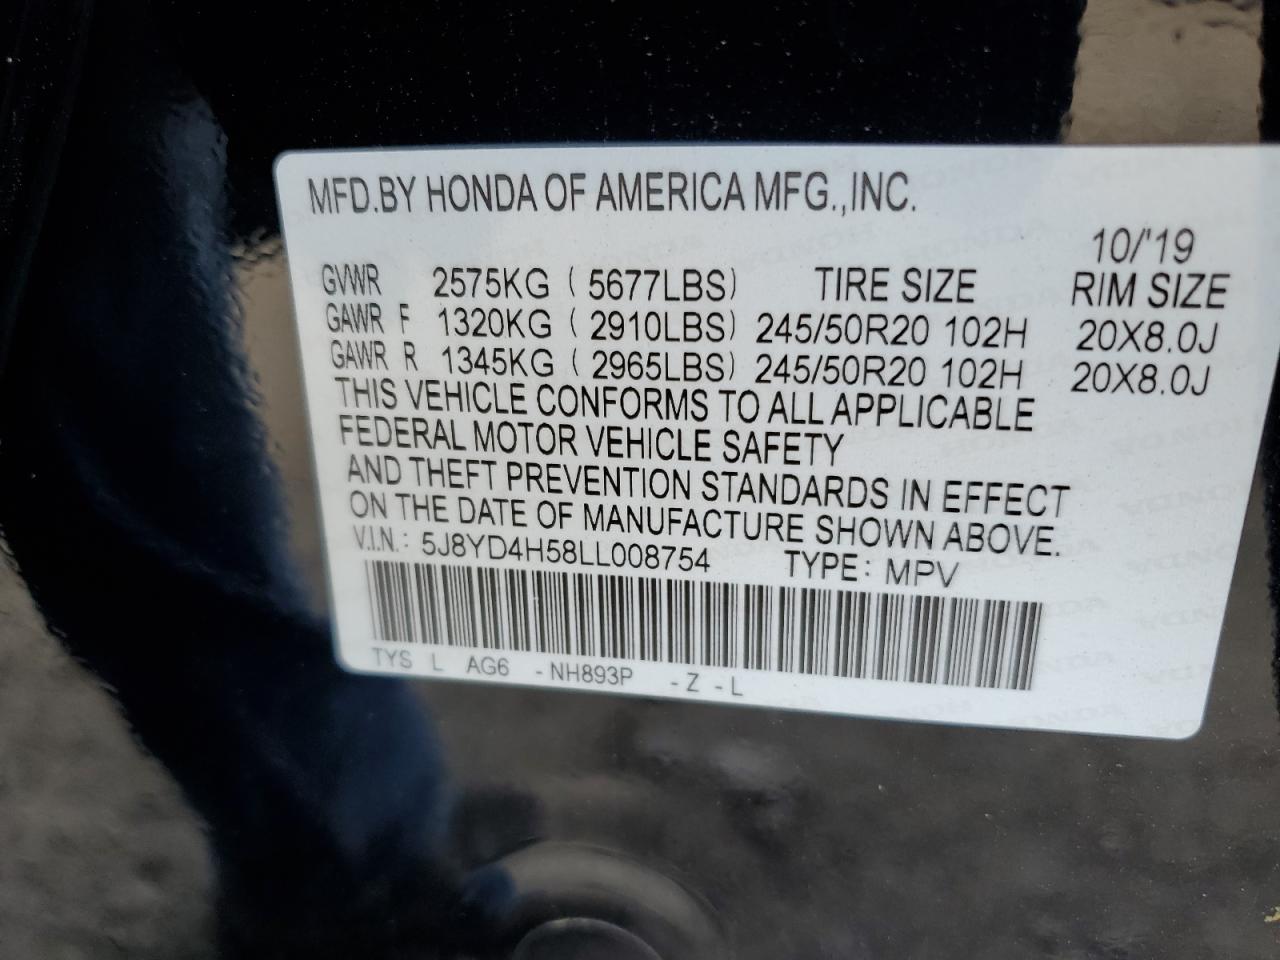 MFD.BY HONDA OF AMERICA MFG.,INC.
10/'19
GVWR 2575KG ( 5677LBS) TIRE SIZE RIM SIZE
GAWR F 1320KG ( 2910LBS) 245/50R20 102H 20X8.0J
GAWR R 1345KG ( 2965LBS) 245/50R20 102H 20X8.0J
THIS VEHICLE CONFORMS TO ALL APPLICABLE
FEDERAL MOTOR VEHICLE SAFETY
AND THEFT PREVENTION STANDARDS IN EFFECT
ON THE DATE OF MANUFACTURE SHOWN ABOVE.
V.I.N.: 5J8YD4H58LL008754 TYPE: MPV
TYS L AG6 -NH893P -Z -L